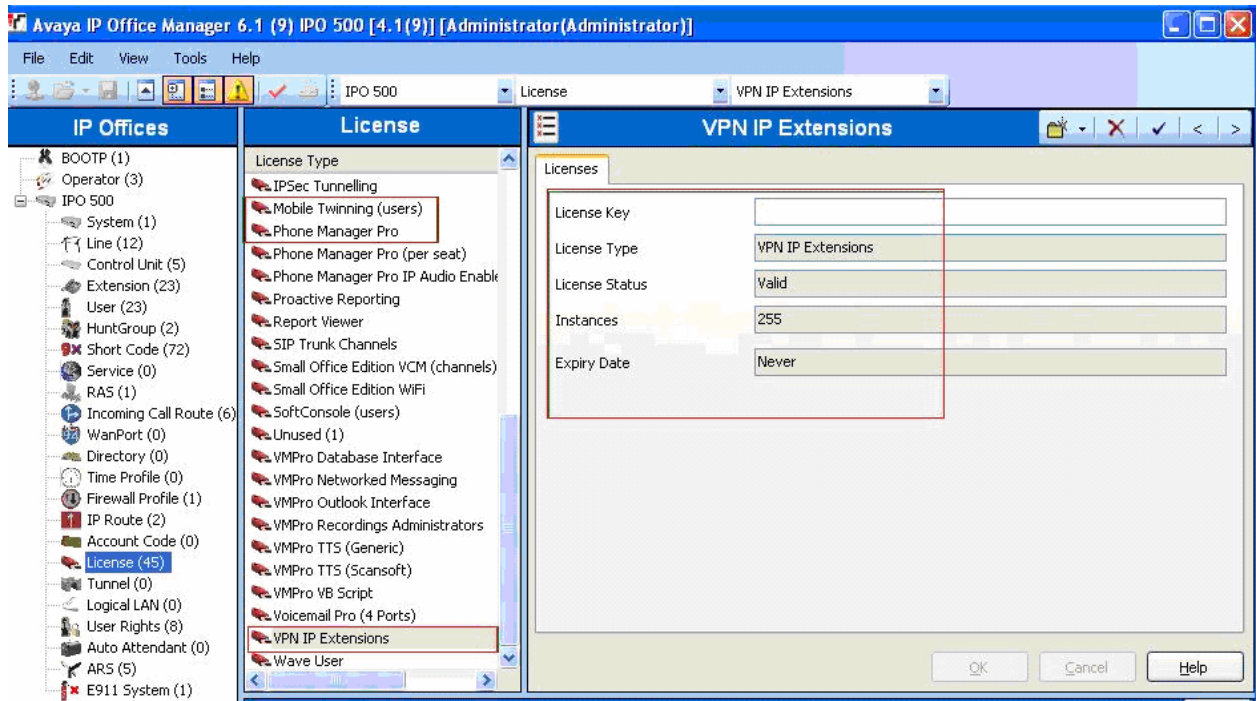 Avaya IP Office Manager 6.1 (9) IPO 500 [4.1(9)] [Administrator(Administrator)]
File Edit View Tools Help
IPO 500 License VPN IP Extensions
IP Offices
BOOTP (1)
Operator (3)
IPO 500
System (1)
Line (12)
Control Unit (5)
Extension (23)
User (23)
HuntGroup (2)
Short Code (72)
Service (0)
RAS (1)
Incoming Call Route (6)
WanPort (0)
Directory (0)
Time Profile (0)
Firewall Profile (1)
IP Route (2)
Account Code (0)
License (45)
Tunnel (0)
Logical LAN (0)
User Rights (8)
Auto Attendant (0)
ARS (5)
E911 System (1)
License
License Type
IPSec Tunnelling
Mobile Twinning (users)
Phone Manager Pro
Phone Manager Pro (per seat)
Phone Manager Pro IP Audio Enable
Proactive Reporting
Report Viewer
SIP Trunk Channels
Small Office Edition VCM (channels)
Small Office Edition WiFi
SoftConsole (users)
Unused (1)
VMPro Database Interface
VMPro Networked Messaging
VMPro Outlook Interface
VMPro Recordings Administrators
VMPro TTS (Generic)
VMPro TTS (Scansoft)
VMPro VB Script
Voicemail Pro (4 Ports)
VPN IP Extensions
Wave User
VPN IP Extensions
Licenses
License Key
License Type VPN IP Extensions
License Status Valid
Instances 255
Expiry Date Never
OK Cancel Help